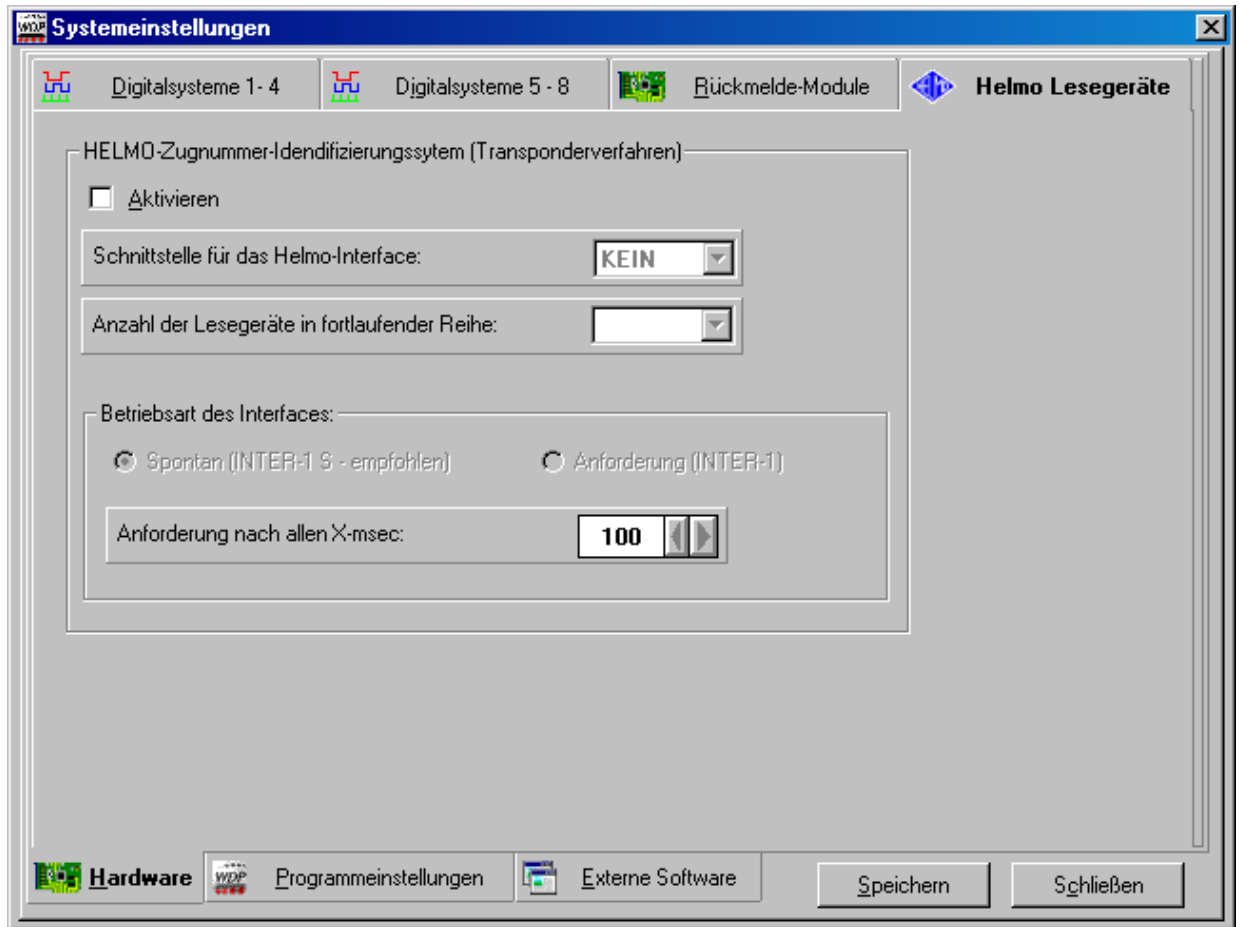 Systemeinstellungen
Digitalsysteme 1- 4
Digitalsysteme 5 - 8
Rückmelde-Module
Helmo Lesegeräte
HELMO-Zugnummer-Idendifizierungssytem (Transponderverfahren)
Aktivieren
Schnittstelle für das Helmo-Interface:
KEIN
Anzahl der Lesegeräte in fortlaufender Reihe:
Betriebsart des Interfaces:
Spontan (INTER-1 S - empfohlen)
Anforderung (INTER-1)
Anforderung nach allen X-msec:
100
Hardware
WDP
Programmeinstellungen
Externe Software
Speichern
Schließen